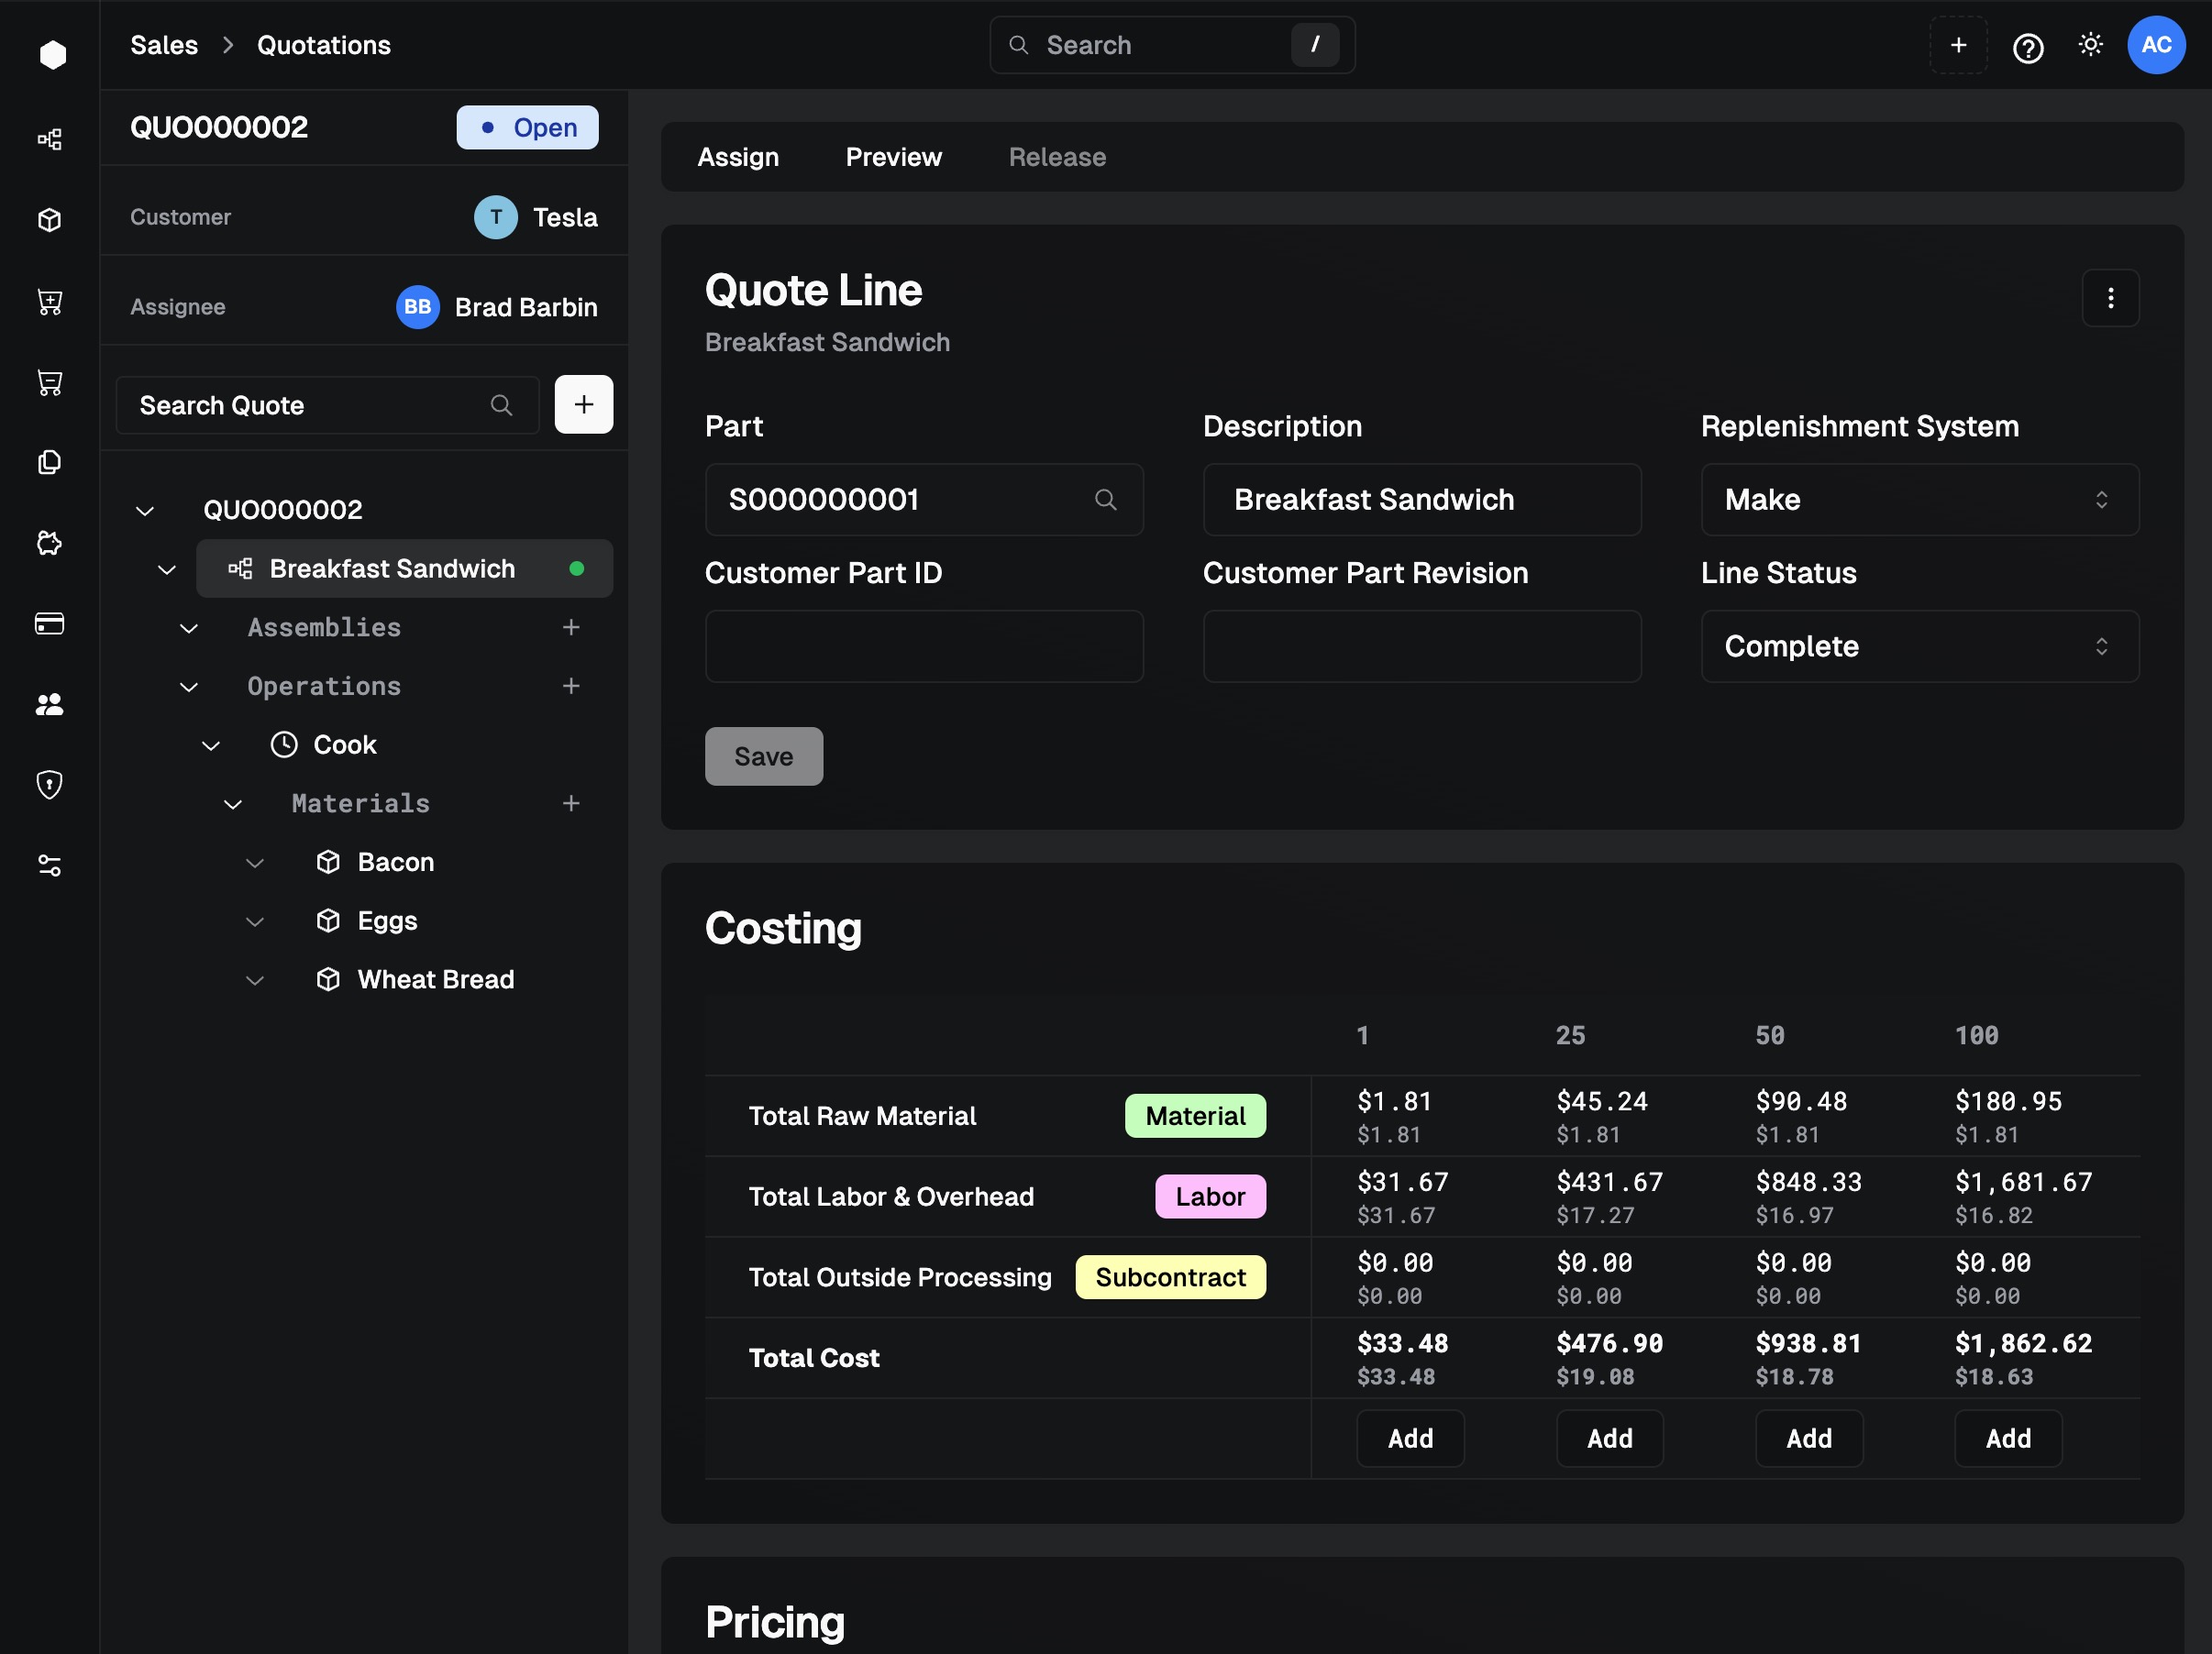 Sales > Quotations
Search /
AC
QUO000002
Open
Customer
T Tesla
Assignee
BB Brad Barbin
Search Quote
QUO000002
Breakfast Sandwich
Assemblies
Operations
Cook
Materials
Bacon
Eggs
Wheat Bread
Assign Preview Release
Quote Line
Breakfast Sandwich
Part Description Replenishment System
S000000001 Breakfast Sandwich Make
Customer Part ID Customer Part Revision Line Status
Complete
Save
Costing
1 25 50 100
Total Raw Material Material $1.81 $45.24 $90.48 $180.95
$1.81 $1.81 $1.81 $1.81
Total Labor & Overhead Labor $31.67 $431.67 $848.33 $1,681.67
$31.67 $17.27 $16.97 $16.82
Total Outside Processing Subcontract $0.00 $0.00 $0.00 $0.00
$0.00 $0.00 $0.00 $0.00
Total Cost $33.48 $476.90 $938.81 $1,862.62
$33.48 $19.08 $18.78 $18.63
Add Add Add Add
Pricing